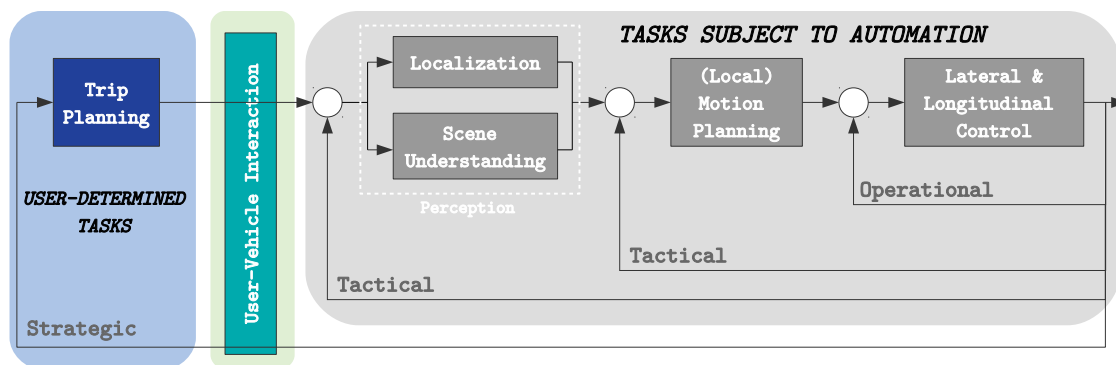 TASKS SUBJECT TO AUTOMATION
Trip
Planning
USER-DETERMINED
TASKS
User-Vehicle Interaction
Localization
Scene
Understanding
Perception
(Local)
Motion
Planning
Lateral &
Longitudinal
Control
Operational
Tactical
Tactical
Strategic